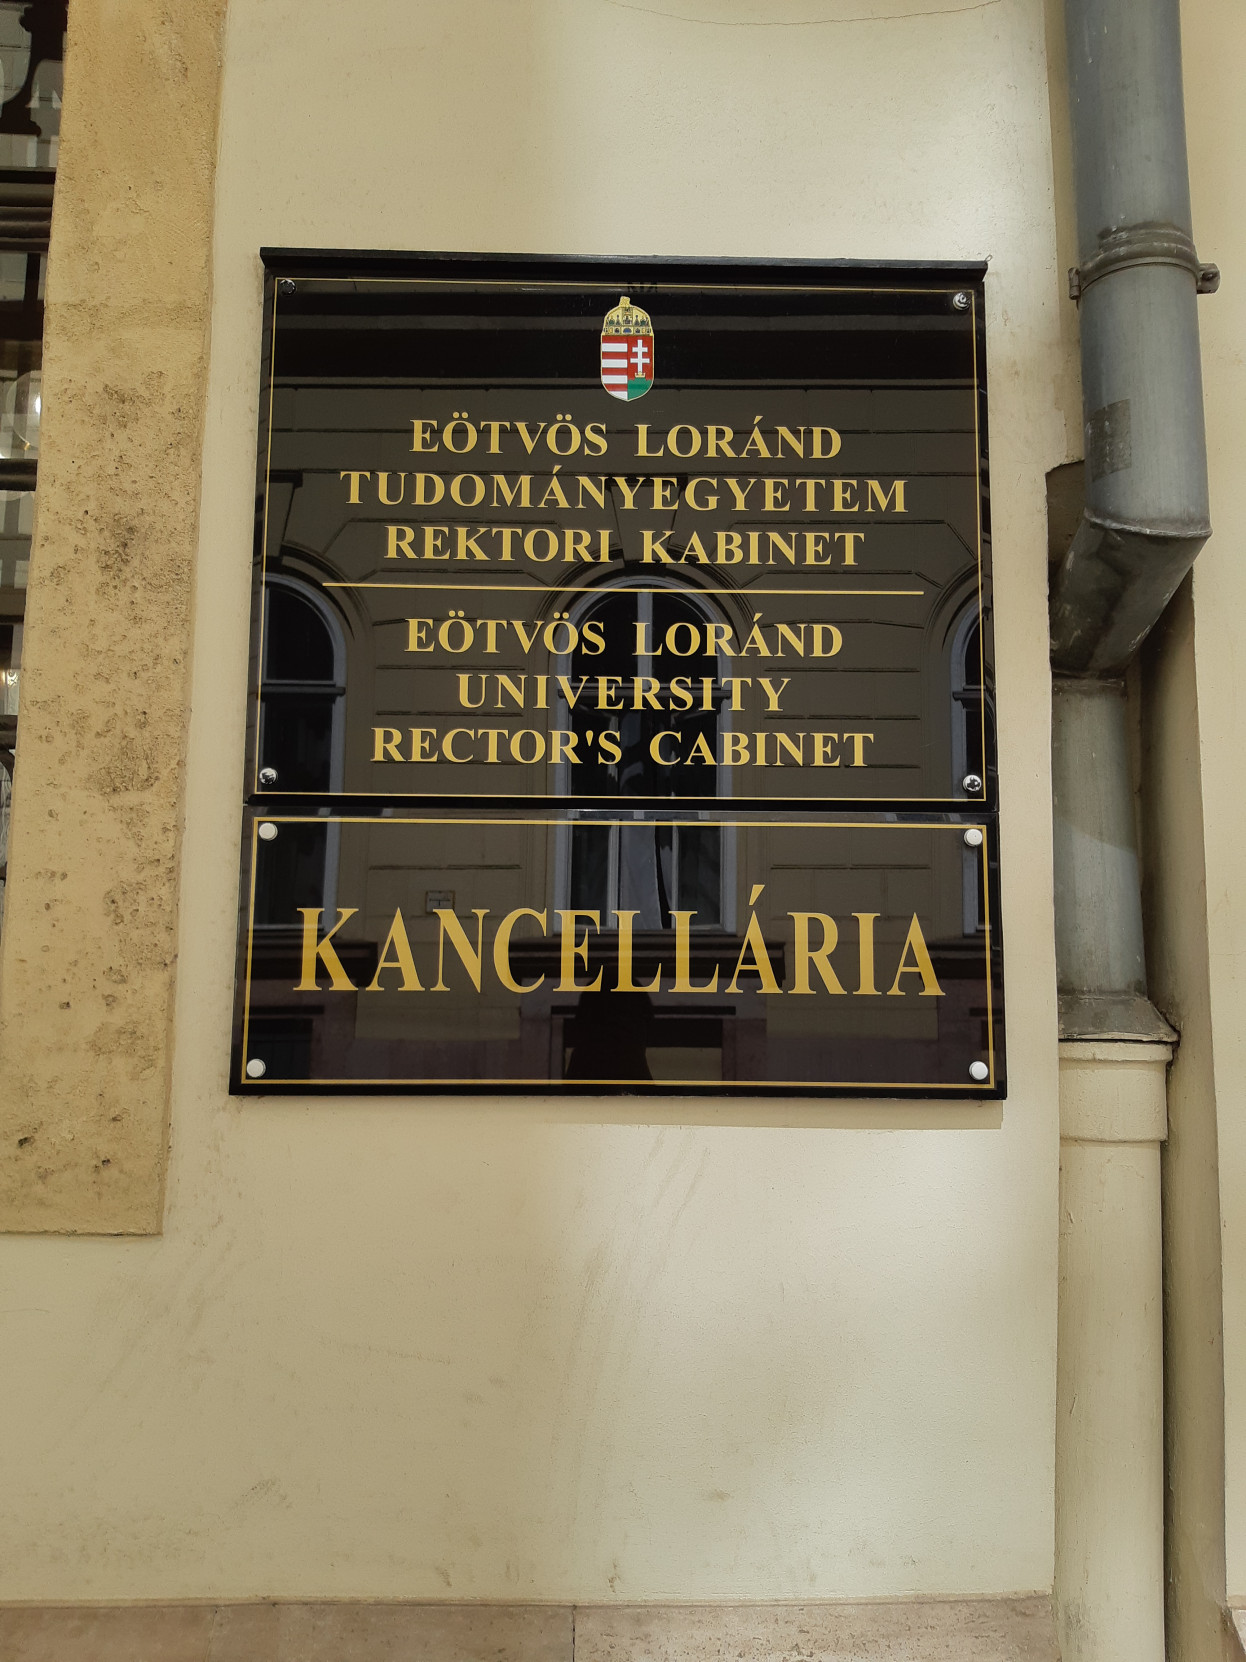 EÖTVÖS LORÁND
TUDOMÁNYEGYETEM
REKTORI KABINET
EÖTVÖS LORÁND
UNIVERSITY
RECTOR'S CABINET
KANCELLÁRIA